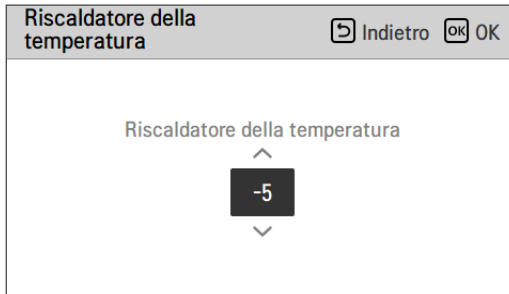 Riscaldatore della
temperatura
Indietro OK OK
Riscaldatore della temperatura
-5